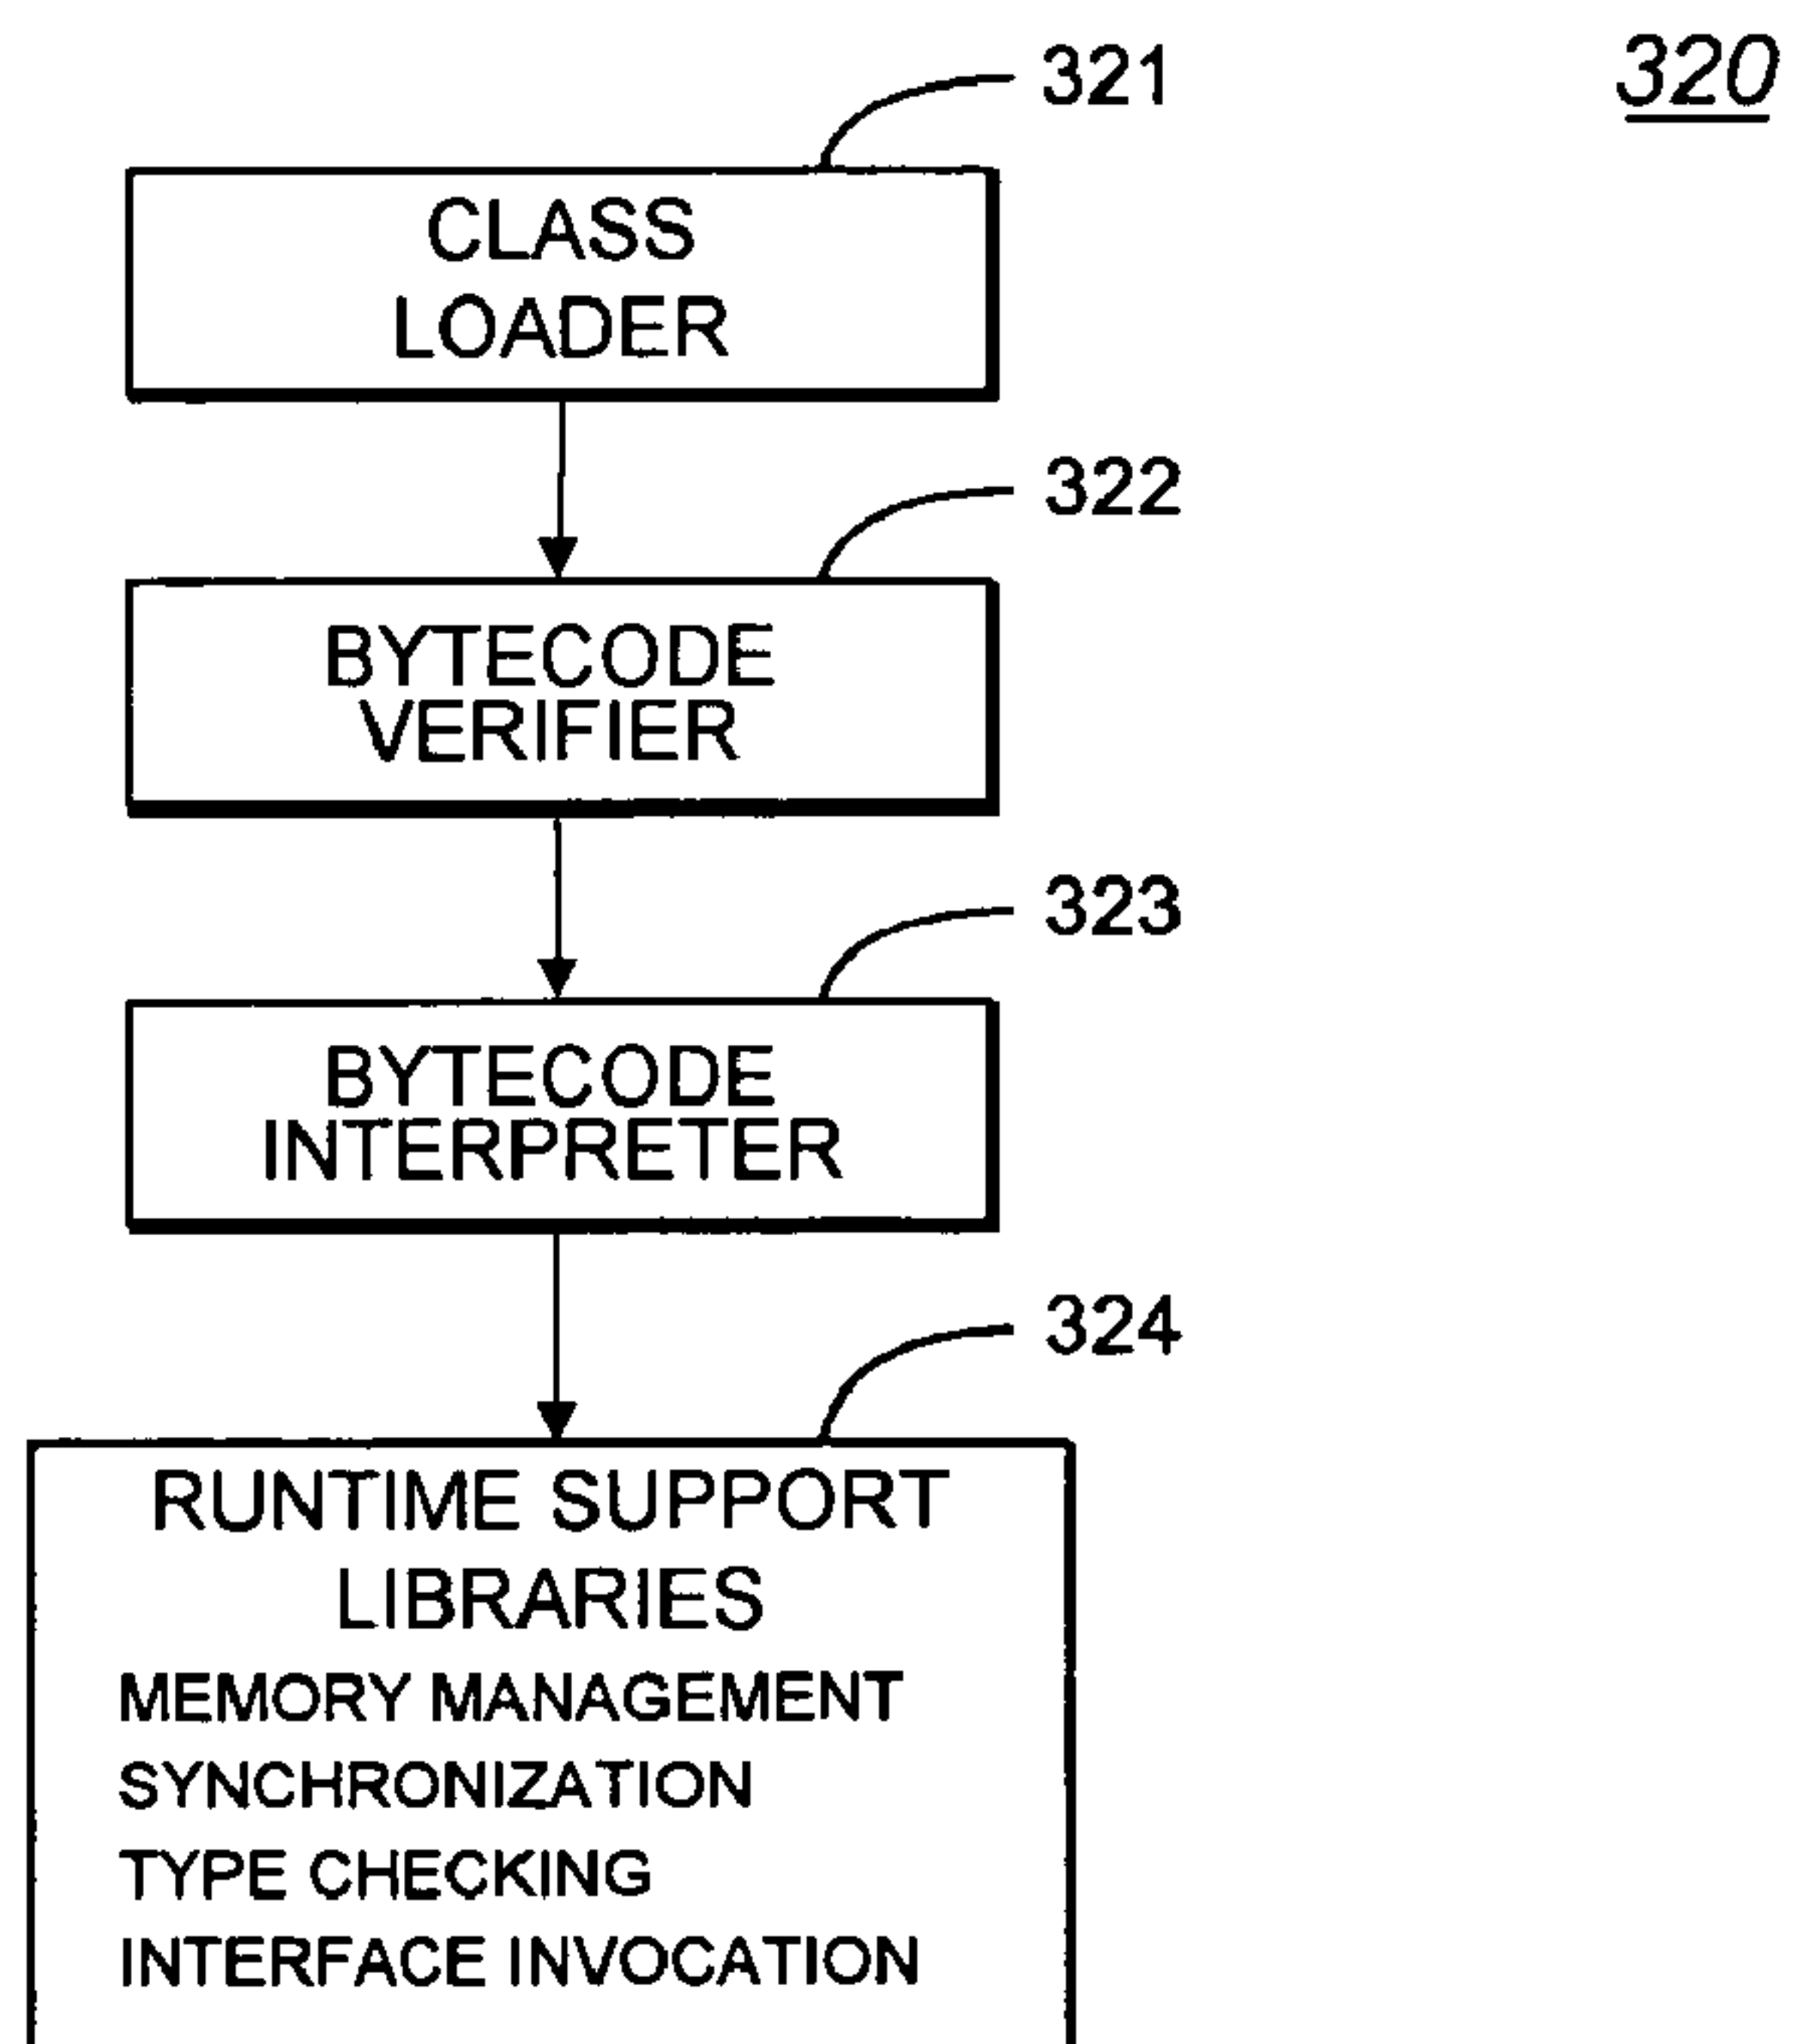 320
321
CLASS
LOADER
322
BYTECODE
VERIFIER
323
BYTECODE
INTERPRETER
324
RUNTIME SUPPORT
LIBRARIES
MEMORY MANAGEMENT
SYNCHRONIZATION
TYPE CHECKING
INTERFACE INVOCATION